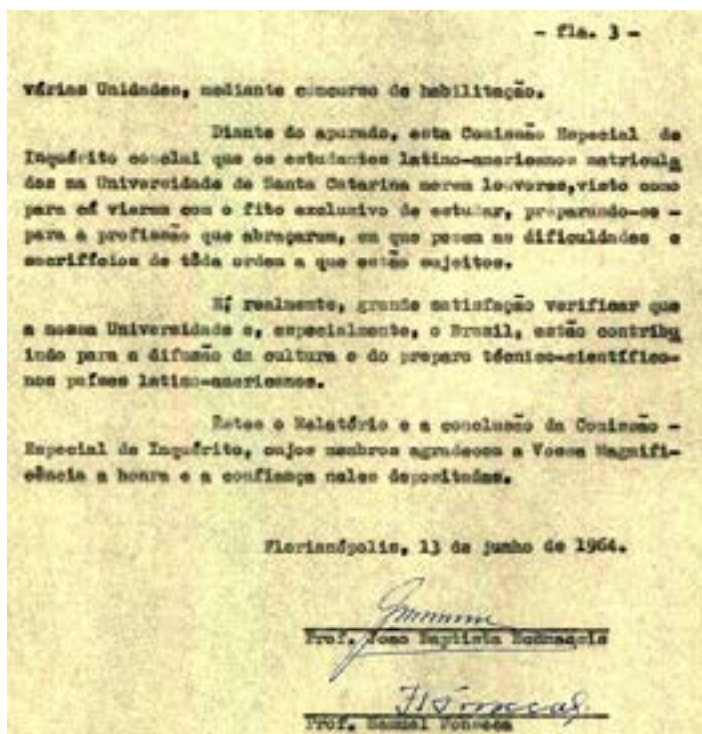 - fls. 3 -
várias Unidades, mediante concurso de habilitação.
Diante do apurado, esta Comissão Especial de
Inquérito conclui que os estudantes latino-americanos matricula
dos na Universidade de Santa Catarina merem louvores,visto como
para cá vieram com o fito exclusivo de estudar, preparando-se -
para a profissão que abraçaram, em que pesem as dificuldades e
sacrifícios de tôda ordem a que estão sujeitos.
É realmente, grande satisfação verificar que
a nossa Universidade e, especialmente, o Brasil, estão contribu
indo para a difusão da cultura e do preparo técnico-científico-
nos países latino-americanos.
Estes o Relatório e a conclusão da Comissão -
Especial de Inquérito, cujos membros agradecem a Vossa Magnifi-
cência a honra e a confiança neles depositadas.
Florianópolis, 13 de junho de 1964.
Prof. João Baptista
Prof. Manuel Fonseca